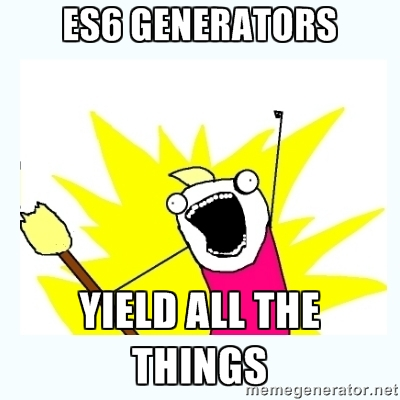 ES6 GENERATORS
YIELD ALL THE
THINGS
memegenerator.net